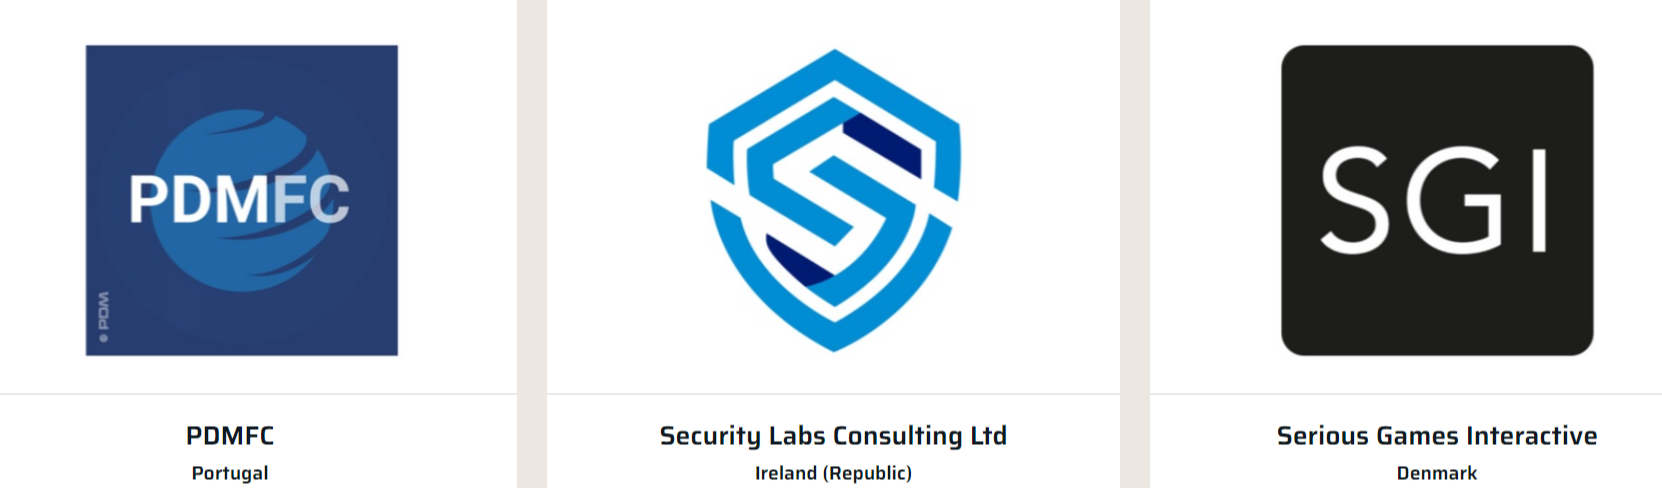 PDMFC
PDM
SGI
PDMFC
Portugal
Security Labs Consulting Ltd
Ireland (Republic)
Serious Games Interactive
Denmark